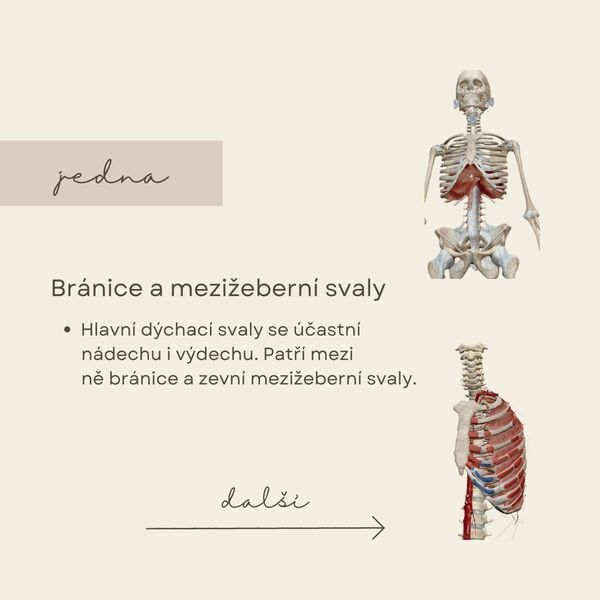 jedna
Bránice a mezižeberní svaly
• Hlavní dýchací svaly se účastní
nádechu i výdechu. Patří mezi
ně bránice a zevní mezižeberní svaly.
další